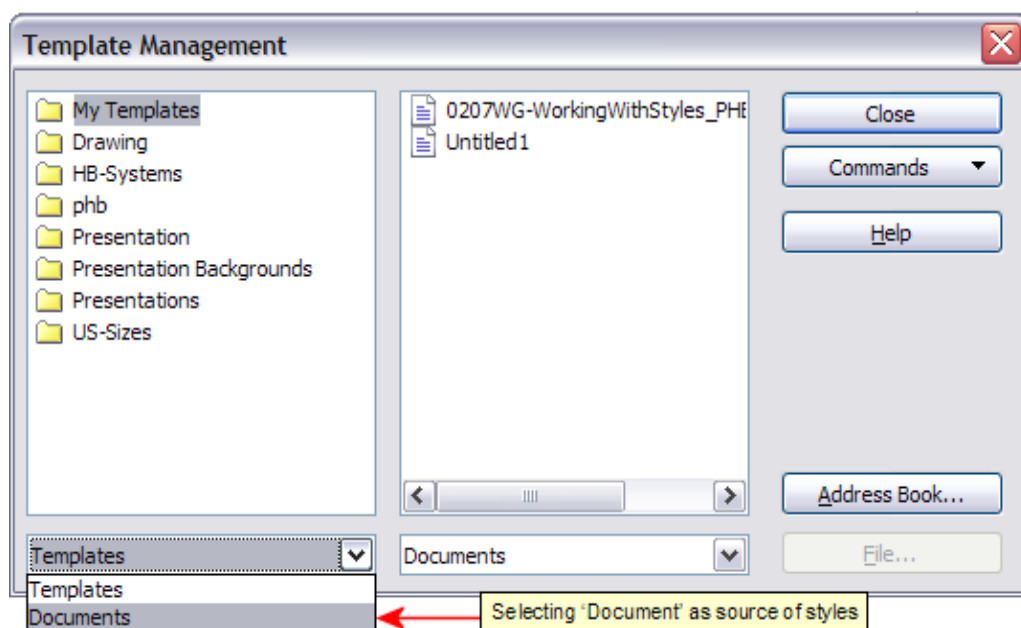 Template Management
My Templates
Drawing
HB-Systems
phb
Presentation
Presentation Backgrounds
Presentations
US-Sizes
0207WG-WorkingWithStyles_PHE
Untitled1
Close
Commands
Help
Address Book...
File...
Templates
Documents
Templates
Documents
Selecting ‘Document’ as source of styles